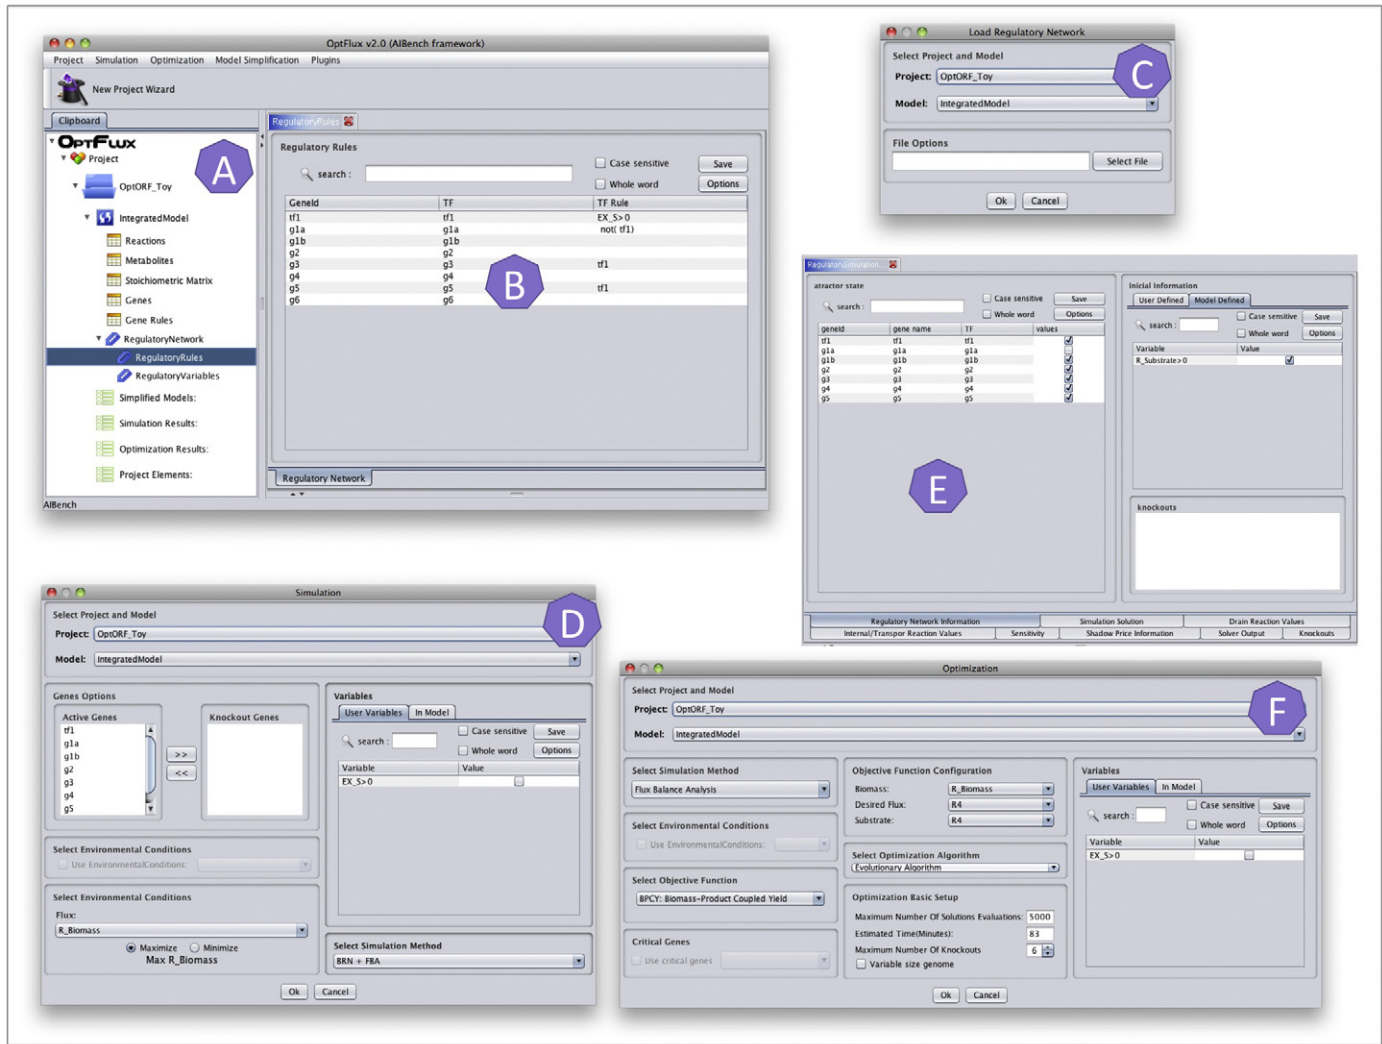 OptFlux v2.0 (AIBench framework)
Project Simulation Optimization Model Simplification Plugins
New Project Wizard
Clipboard
OPTFLUX
Project
OptORF_Toy
IntegratedModel
Reactions
Metabolites
Stoichiometric Matrix
Genes
Gene Rules
RegulatoryNetwork
RegulatoryRules
RegulatoryVariables
Simplified Models:
Simulation Results:
Optimization Results:
Project Elements:
AIBench
A
RegulatoryRules
Regulatory Rules
search :
Case sensitive
Save
Whole word
Options
GeneId TF TF Rule
tf1 tf1 EX_S>0
g1a g1a not( tf1)
g1b g1b
g2 g2
g3 g3 tf1
g4 g4
g5 g5 tf1
g6 g6
B
Regulatory Network
Load Regulatory Network
Select Project and Model
Project: OptORF_Toy
Model: IntegratedModel
C
File Options
Select File
Ok Cancel
RegulatorySimulation
atractor state
search :
Case sensitive
Save
Whole word
Options
geneId gene name TF values
tf1 tf1 tf1
g1a g1a g1a
g1b g1b g1b
g2 g2 g2
g3 g3 g3
g4 g4 g4
g5 g5 g5
E
Inicial Information
User Defined Model Defined
search :
Case sensitive
Save
Whole word
Options
Variable Value
R_Substrate>0
knockouts
Regulatory Network Information Simulation Solution Drain Reaction Values
Internal/Transpor Reaction Values Sensitivity Shadow Price Information Solver Output Knockouts
Simulation
Select Project and Model
Project: OptORF_Toy
Model: IntegratedModel
D
Genes Options
Active Genes
tf1
g1a
g1b
g2
g3
g4
g5
>>
<<
Knockout Genes
Select Environmental Conditions
Use EnvironmentalConditions:
Select Environmental Conditions
Flux:
R_Biomass
Maximize Minimize
Max R_Biomass
Variables
User Variables In Model
search :
Case sensitive
Save
Whole word
Options
Variable Value
EX_S>0
Select Simulation Method
BRN + FBA
Ok Cancel
Optimization
Select Project and Model
Project: OptORF_Toy
Model: IntegratedModel
F
Select Simulation Method
Flux Balance Analysis
Select Environmental Conditions
Use EnvironmentalConditions:
Select Objective Function
BPCY: Biomass-Product Coupled Yield
Critical Genes
Use critical genes
Objective Function Configuration
Biomass: R_Biomass
Desired Flux: R4
Substrate: R4
Select Optimization Algorithm
Evolutionary Algorithm
Optimization Basic Setup
Maximum Number Of Solutions Evaluations: 5000
Estimated Time(Minutes): 83
Maximum Number Of Knockouts 6
Variable size genome
Variables
User Variables In Model
search :
Case sensitive
Save
Whole word
Options
Variable Value
EX_S>0
Ok Cancel